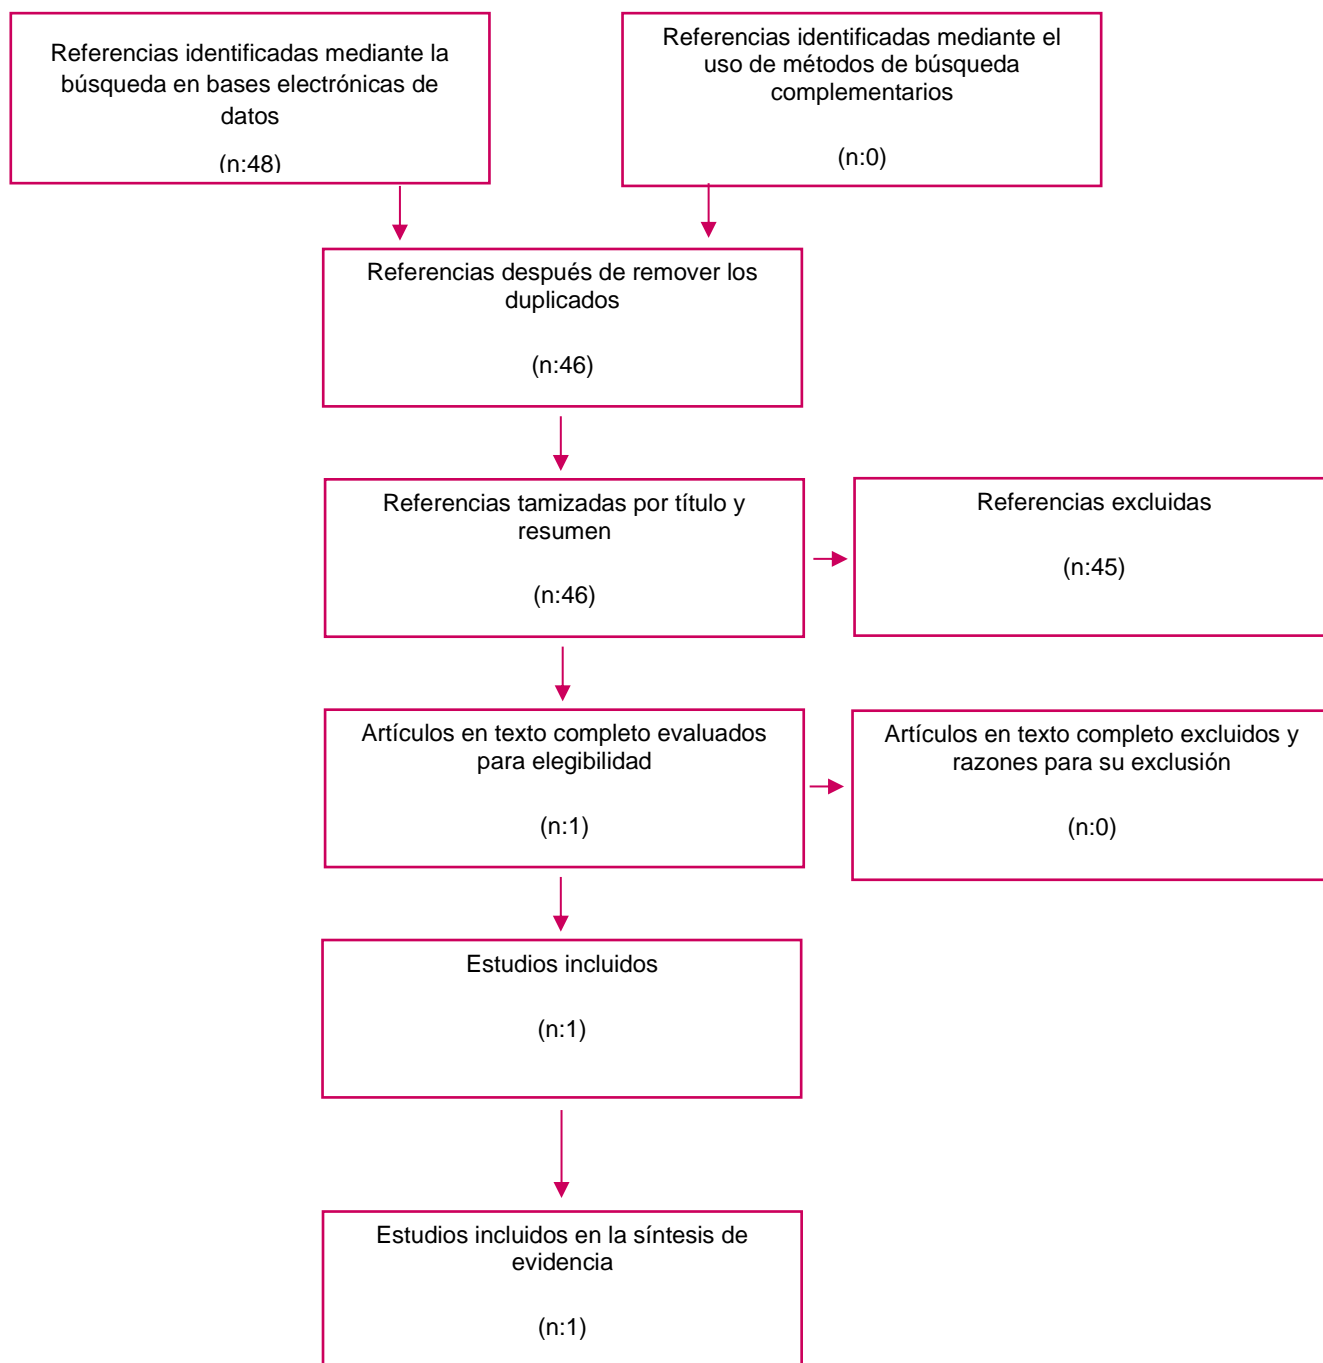 Referencias identificadas mediante la
búsqueda en bases electrónicas de
datos
(n:48)
Referencias identificadas mediante el
uso de métodos de búsqueda
complementarios
(n:0)
Referencias después de remover los
duplicados
(n:46)
Referencias tamizadas por título y
resumen
(n:46)
Referencias excluidas
(n:45)
Artículos en texto completo evaluados
para elegibilidad
(n:1)
Artículos en texto completo excluidos y
razones para su exclusión
(n:0)
Estudios incluidos
(n:1)
Estudios incluidos en la síntesis de
evidencia
(n:1)